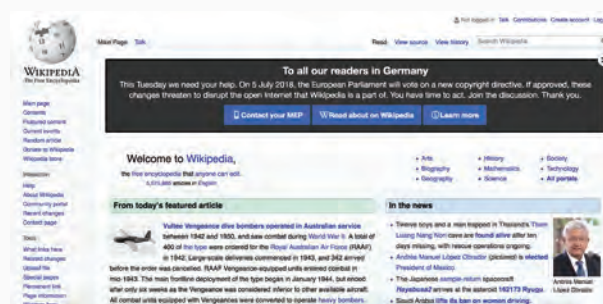 Not logged in Talk Contributions Create account Log
Main Page Talk
Read View source View history Search Wikipedia
WIKIPEDIA
The Free Encyclopedia
Main page
Contents
Featured content
Current events
Random article
Donate to Wikipedia
Wikipedia store
Interaction
Help
About Wikipedia
Community portal
Recent changes
Contact page
Tools
What links here
Related changes
Upload file
Special pages
Permanent link
Page information
To all our readers in Germany
This Tuesday we need your help. On 5 July 2018, the European Parliament will vote on a new copyright directive. If approved, these
changes threaten to disrupt the open Internet that Wikipedia is a part of. You have time to act. Join the discussion. Thank you.
Contact your MEP
Read about on Wikipedia
Learn more
Welcome to Wikipedia,
the free encyclopedia that anyone can edit.
articles in English
Arts
Biography
Geography
History
Mathematics
Science
Society
Technology
All portals
From today's featured article
Vultee Vengeance dive bombers operated in Australian service
between 1942 and 1950, and saw combat during World War II. A total of
400 of the type were ordered for the Royal Australian Air Force (RAAF)
in 1942. Large-scale deliveries commenced in 1943, and 342 arrived
before the order was cancelled. RAAF Vengeance-equipped units entered combat in
mid-1943. The main frontline deployment of the type began in January 1944, but ended
after only six weeks as the Vengeance was considered inferior to other available aircraft.
All combat units equipped with Vengeances were converted to operate heavy bombers.
In the news
Twelve boys and a man trapped in Thailand's Tham
Luang Nang Non cave are found alive after ten
days missing, with rescue operations ongoing.
Andrés Manuel López Obrador (pictured) is elected
President of Mexico.
The Japanese sample-return spacecraft
Hayabusa2 arrives at the asteroid 162173 Ryugu.
Saudi Arabia lifts its ban on women driving.
Andrés Manuel
López Obrador